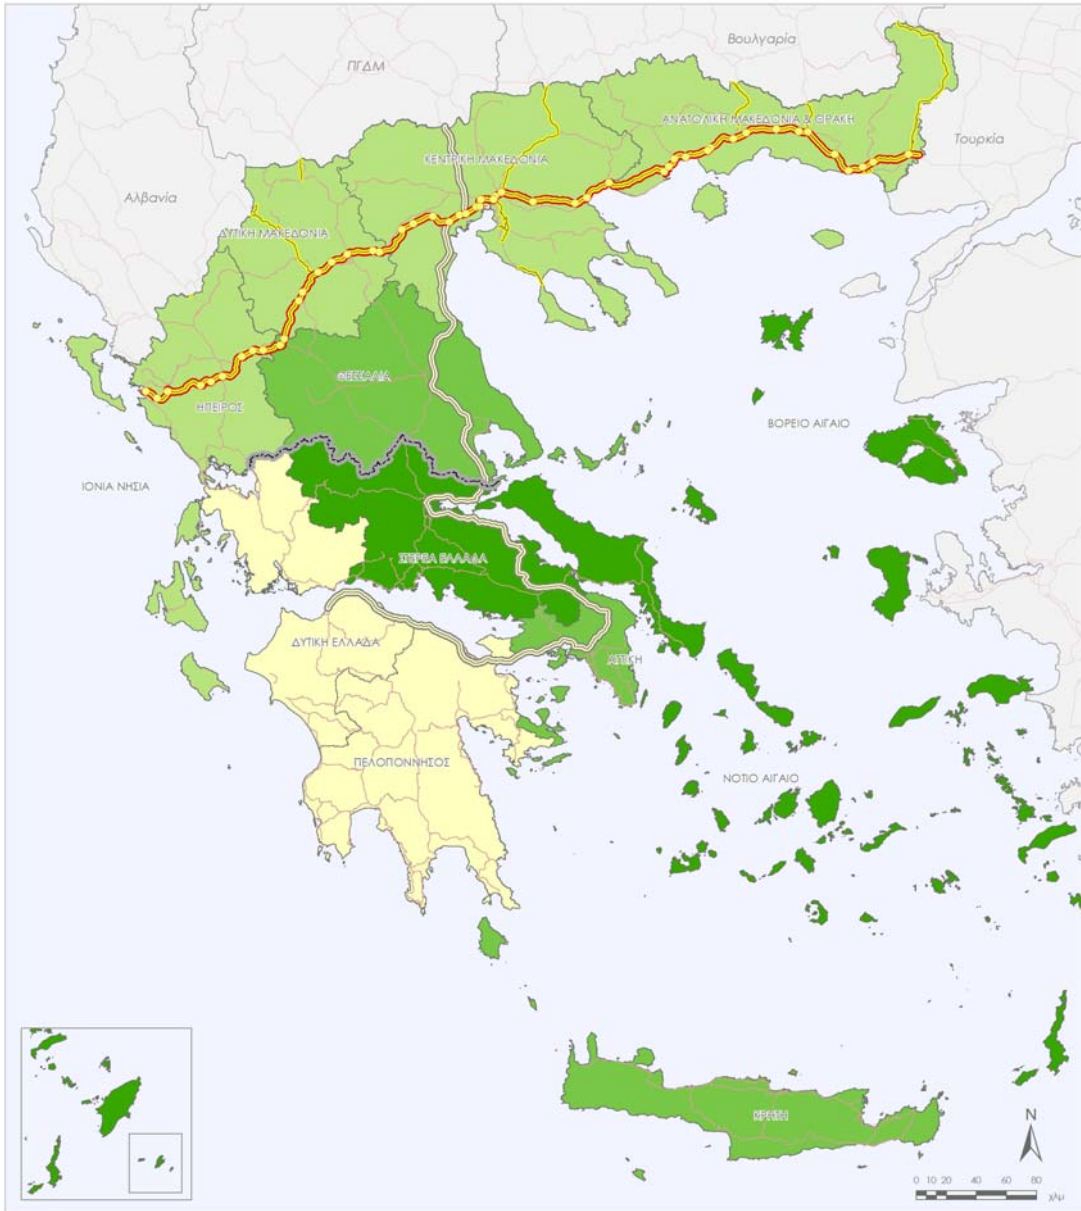 Βουλγαρία
ΠΓΔΜ
ΑΝΑΤΟΛΙΚΗ ΜΑΚΕΔΟΝΙΑ & ΘΡΑΚΗ
Τουρκία
ΚΕΝΤΡΙΚΗ ΜΑΚΕΔΟΝΙΑ
Αλβανία
ΔΥΤΙΚΗ ΜΑΚΕΔΟΝΙΑ
ΘΕΣΣΑΛΙΑ
ΗΠΕΙΡΟΣ
ΒΟΡΕΙΟ ΑΙΓΑΙΟ
ΙΟΝΙΑ ΝΗΣΙΑ
ΣΤΕΡΕΑ ΕΛΛΑΔΑ
ΔΥΤΙΚΗ ΕΛΛΑΔΑ
ΑΤΤΙΚΗ
ΠΕΛΟΠΟΝΝΗΣΟΣ
ΝΟΤΙΟ ΑΙΓΑΙΟ
ΚΡΗΤΗ
N
0 10 20 40 60 80
χλμ